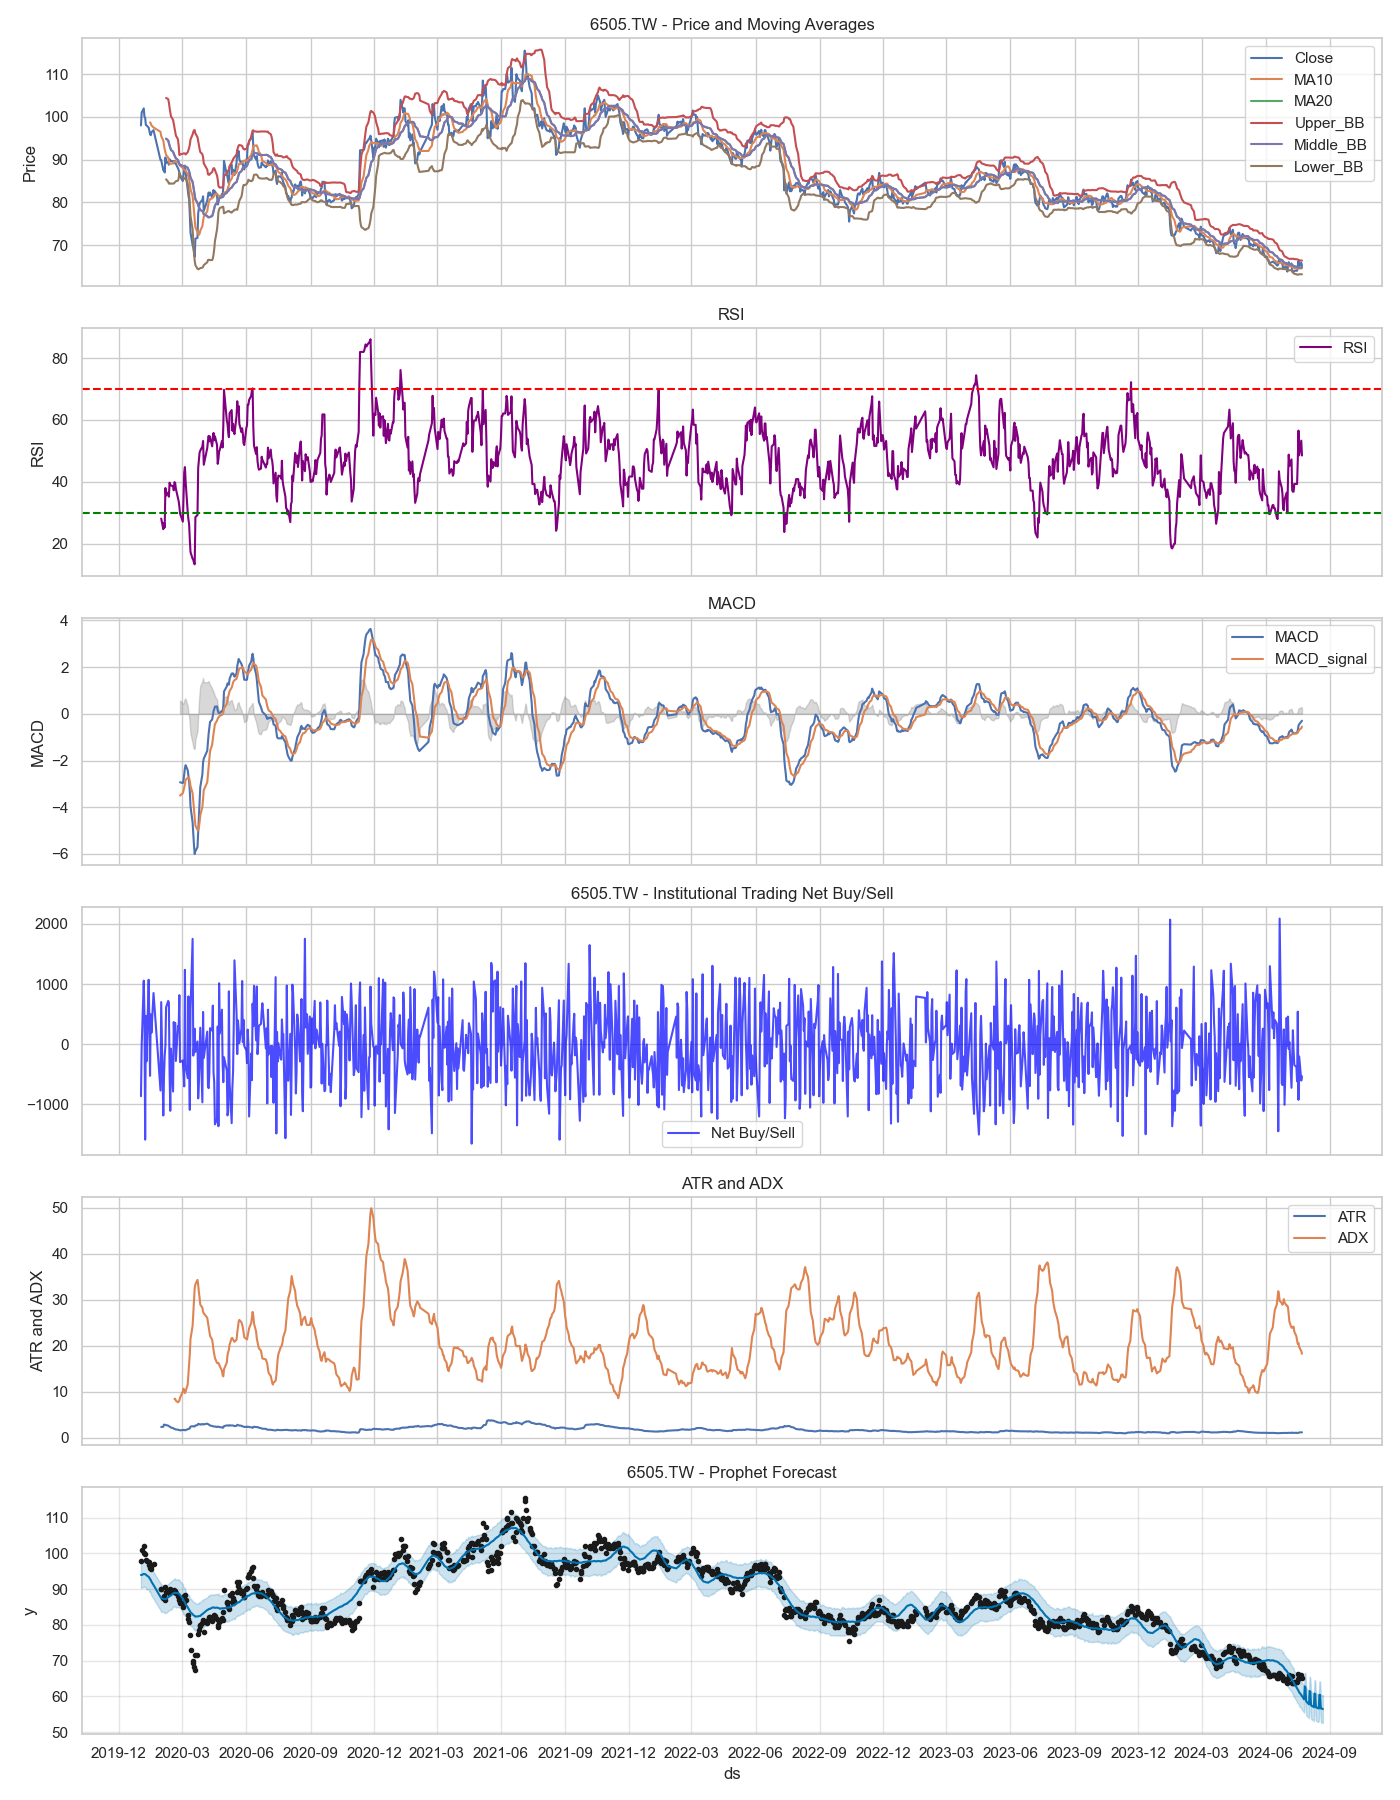 6505.TW - Price and Moving Averages
Price
110
100
90
80
70
Close
MA10
MA20
Upper_BB
Middle_BB
Lower_BB
RSI
RSI
80
60
40
20
RSI
MACD
MACD
4
2
0
−2
−4
−6
MACD
MACD_signal
6505.TW - Institutional Trading Net Buy/Sell
2000
1000
0
−1000
Net Buy/Sell
ATR and ADX
ATR and ADX
50
40
30
20
10
0
ATR
ADX
6505.TW - Prophet Forecast
y
110
100
90
80
70
60
50
2019-12 2020-03 2020-06 2020-09 2020-12 2021-03 2021-06 2021-09 2021-12 2022-03 2022-06 2022-09 2022-12 2023-03 2023-06 2023-09 2023-12 2024-03 2024-06 2024-09
ds